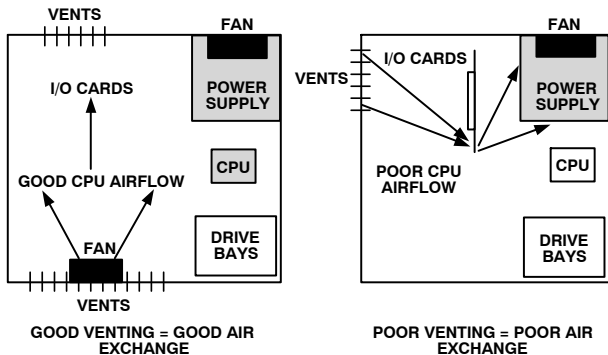 VENTS
FAN
I/O CARDS
POWER
SUPPLY
CPU
GOOD CPU AIRFLOW
FAN
DRIVE
BAYS
VENTS
GOOD VENTING = GOOD AIR
EXCHANGE
FAN
I/O CARDS
VENTS
POWER
SUPPLY
CPU
POOR CPU
AIRFLOW
DRIVE
BAYS
POOR VENTING = POOR AIR
EXCHANGE